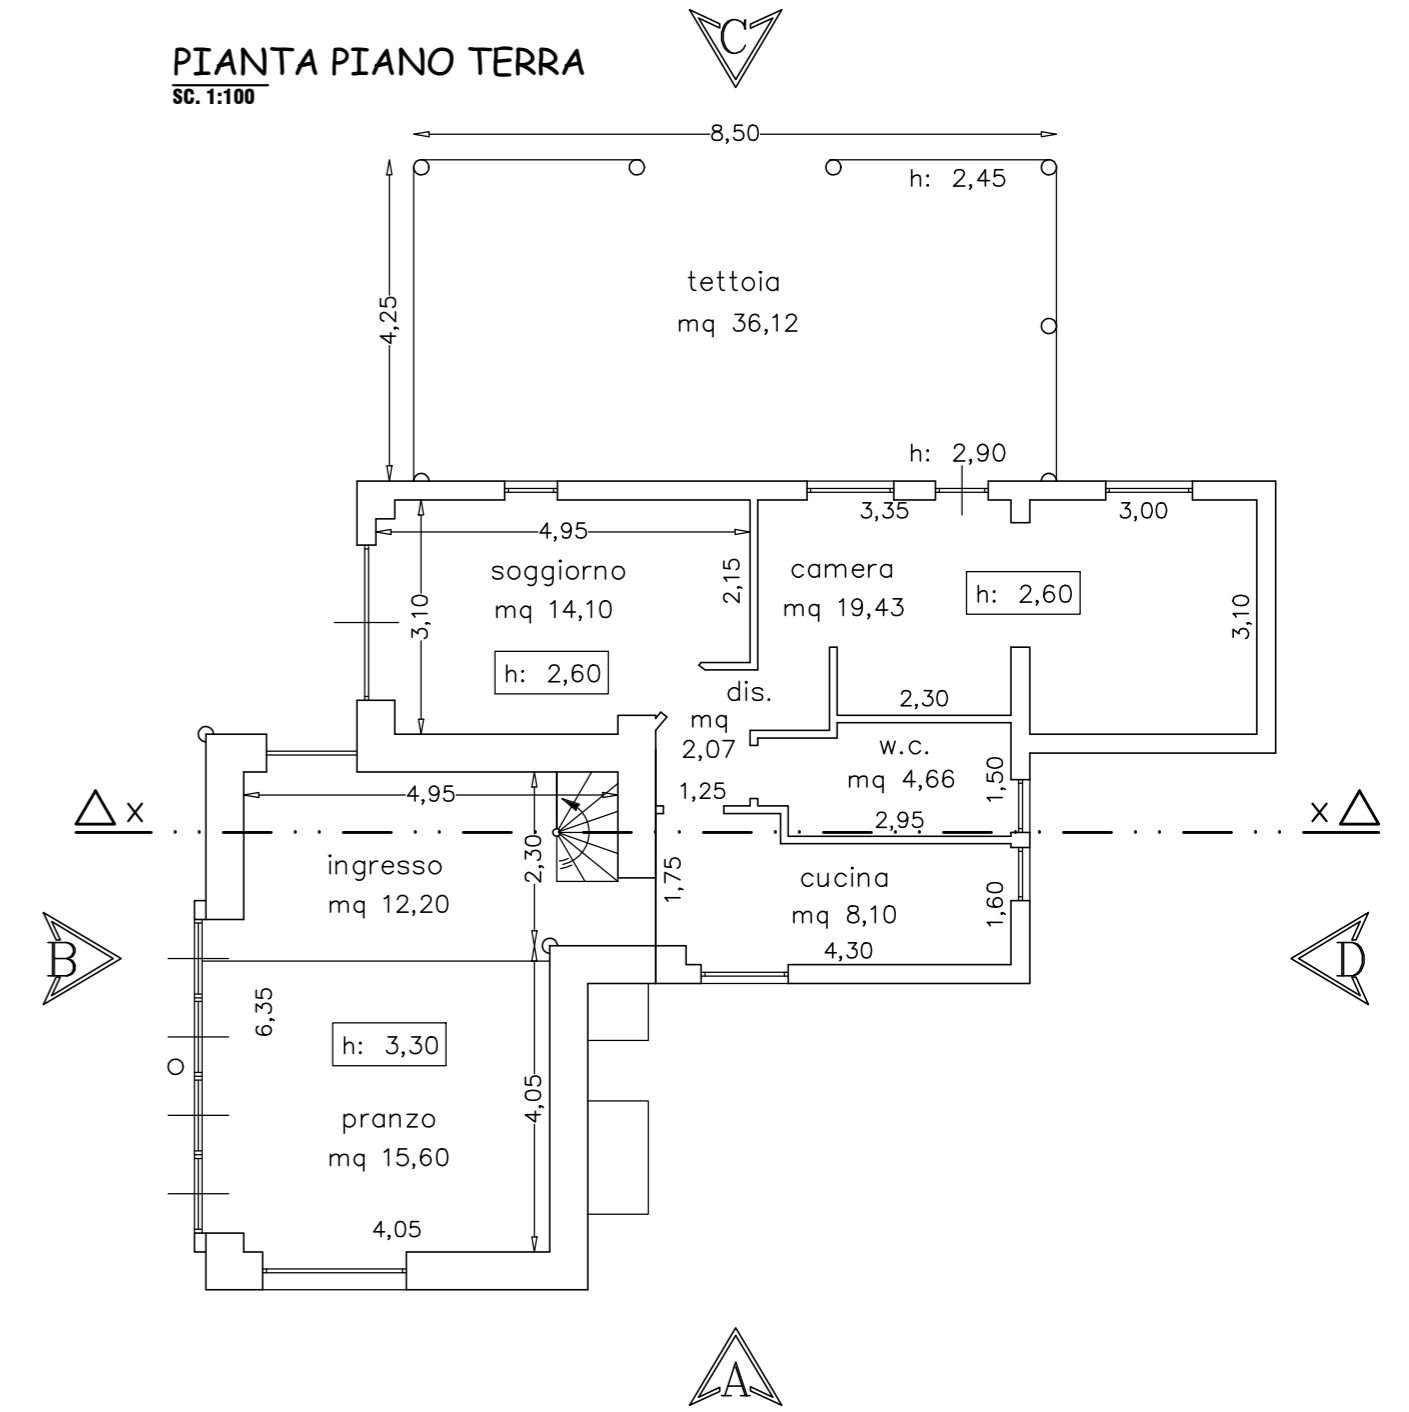 C
PIANTA PIANO TERRA
SC. 1:100
8,50
h: 2,45
tettoia
mq 36,12
4,25
h: 2,90
3,35
3,00
4,95
soggiorno
mq 14,10
3,10
h: 2,60
2,15
camera
mq 19,43
h: 2,60
3,10
dis.
mq
2,07
2,30
w.c.
mq 4,66
1,50
1,25
4,95
x
x
2,95
2,30
ingresso
mq 12,20
1,75
cucina
mq 8,10
1,60
4,30
B
D
6,35
h: 3,30
4,05
pranzo
mq 15,60
4,05
A